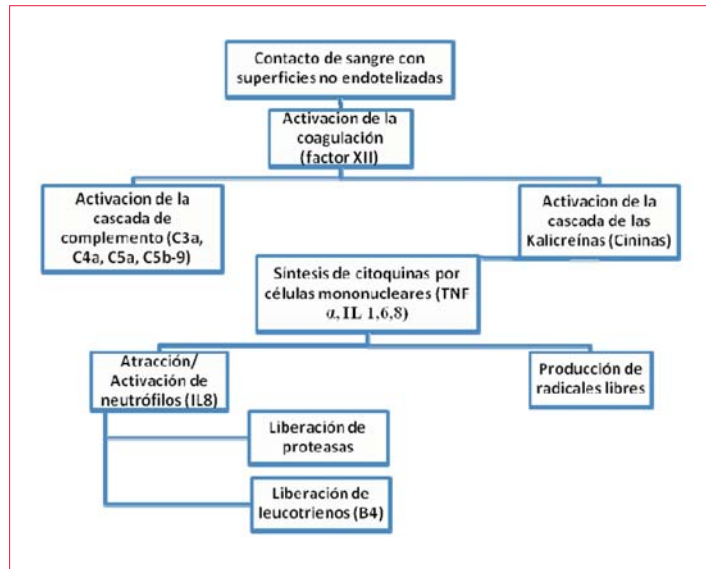 Contacto de sangre con
superficies no endotelizadas
Activacion de la
coagulación
(factor XII)
Activacion de la
cascada de
complemento (C3a,
C4a, C5a, C5b-9)
Activacion de la
cascada de las
Kalicreínas (Cininas)
Síntesis de citoquinas por
células mononucleares (TNF
α, IL 1,6,8)
Atracción/
Activación de
neutrófilos (IL8)
Producción de
radicales libres
Liberación de
proteasas
Liberación de
leucotrienos (B4)